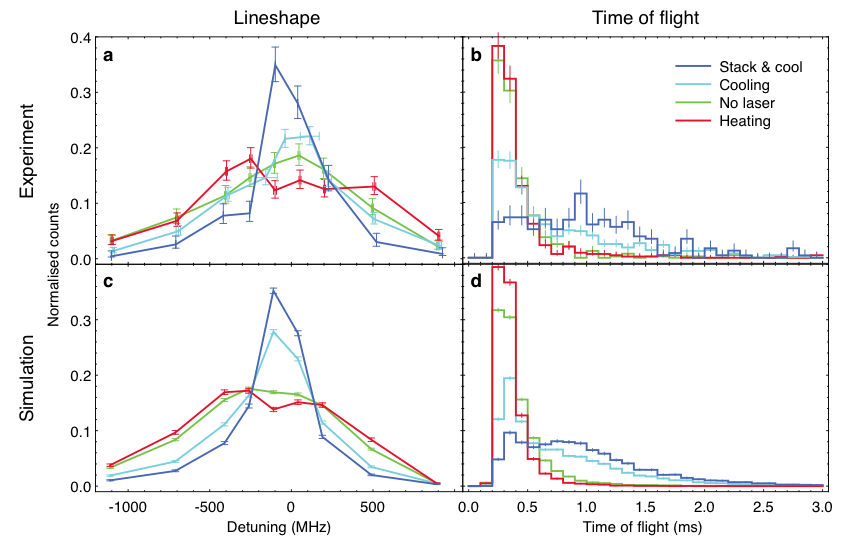 Lineshape
Time of flight
0.4
a
b
Stack & cool
Cooling
No laser
Heating
0.3
0.2
0.1
0.0
Experiment
Normalised counts
c
d
0.3
0.2
0.1
0.0
Simulation
-1000
-500
0
500
0.0
0.5
1.0
1.5
2.0
2.5
3.0
Detuning (MHz)
Time of flight (ms)